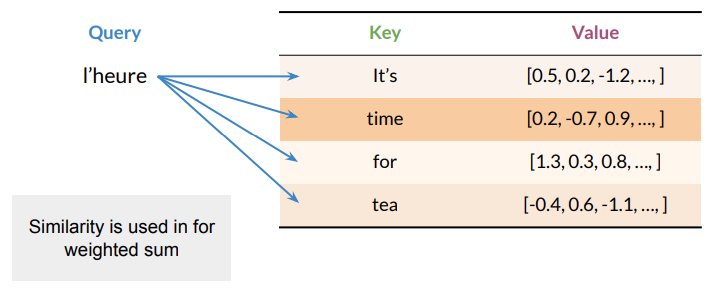 Query Key Value
l'heure It's [0.5, 0.2, -1.2, ..., ]
time [0.2, -0.7, 0.9, ..., ]
for [1.3, 0.3, 0.8, ..., ]
tea [-0.4, 0.6, -1.1, ..., ]
Similarity is used in for
weighted sum